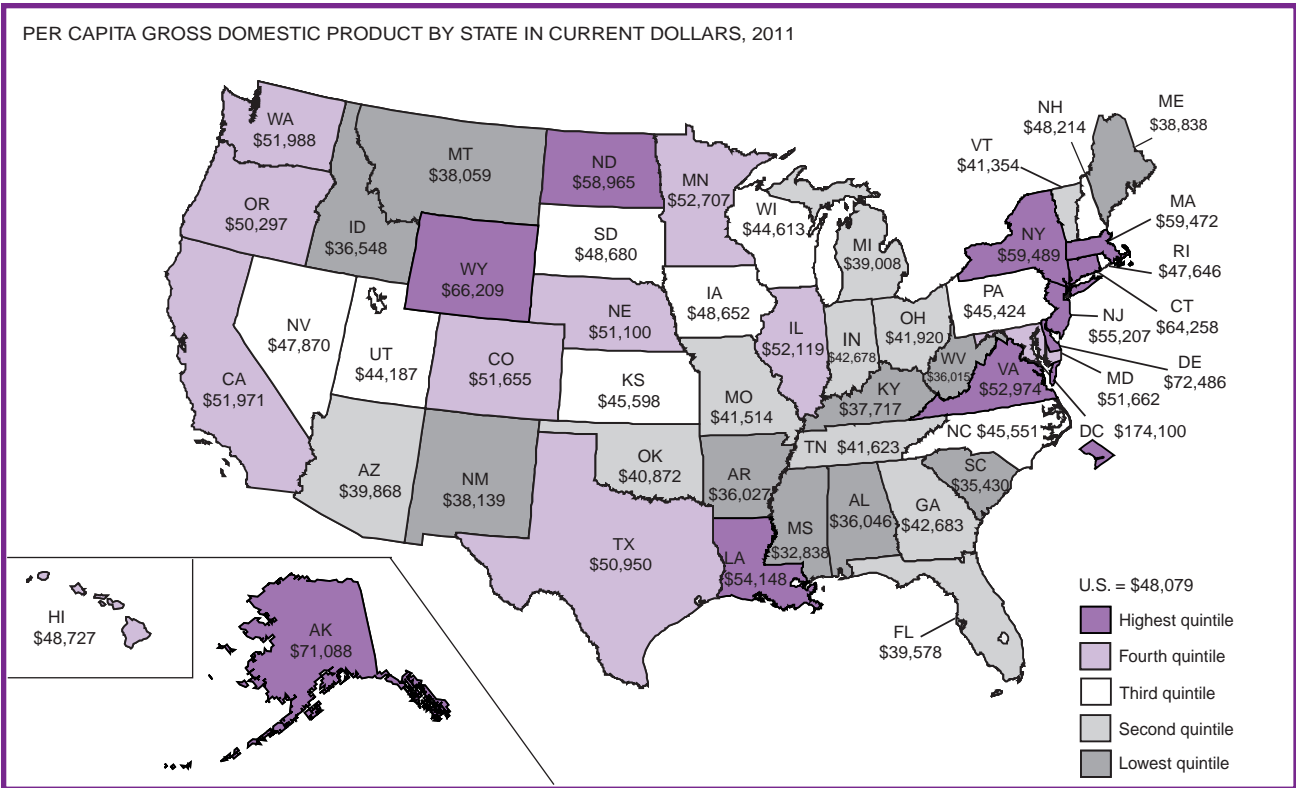 PER CAPITA GROSS DOMESTIC PRODUCT BY STATE IN CURRENT DOLLARS, 2011
WA
$51,988
OR
$50,297
CA
$51,971
ID
$36,548
MT
$38,059
WY
$66,209
NV
$47,870
UT
$44,187
CO
$51,655
AZ
$39,868
NM
$38,139
ND
$58,965
SD
$48,680
NE
$51,100
KS
$45,598
OK
$40,872
TX
$50,950
MN
$52,707
IA
$48,652
MO
$41,514
AR
$36,027
LA
$54,148
WI
$44,613
IL
$52,119
MI
$39,008
IN
$42,678
OH
$41,920
KY
$37,717
TN $41,623
MS
$32,838
AL
$36,046
GA
$42,683
FL
$39,578
SC
$35,430
NC $45,551
WV
$36,015
VA
$52,974
PA
$45,424
NY
$59,489
VT
$41,354
NH
$48,214
ME
$38,838
MA
$59,472
RI
$47,646
CT
$64,258
NJ
$55,207
DE
$72,486
MD
$51,662
DC $174,100
HI
$48,727
AK
$71,088
U.S. = $48,079
Highest quintile
Fourth quintile
Third quintile
Second quintile
Lowest quintile